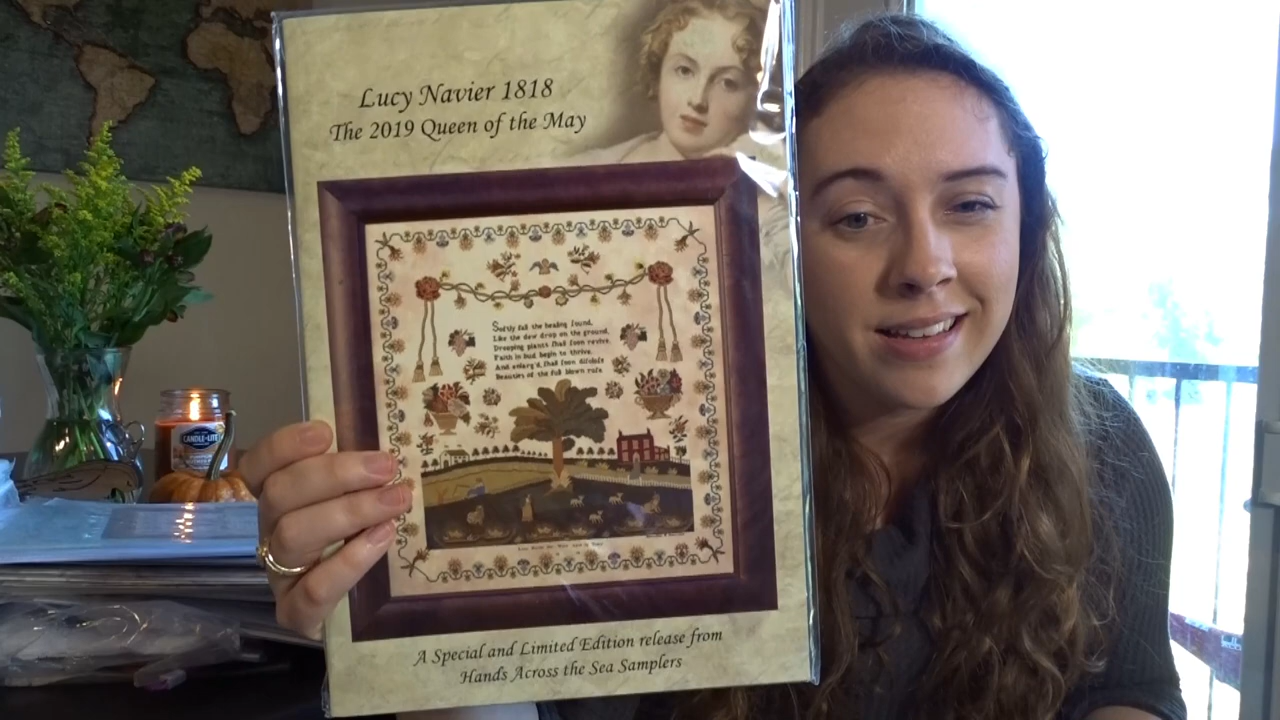 Lucy Navier 1818
The 2019 Queen of the May
Softly fall the healing sound,
Like the dew drop on the ground,
Drooping plants shall soon revive
Faith in bud begin to thrive.
And enlarg'd, shall soon disclose
Beauties of the full blown rose
A Special and Limited Edition release from
Hands Across the Sea Samplers
CANDLE-LITE